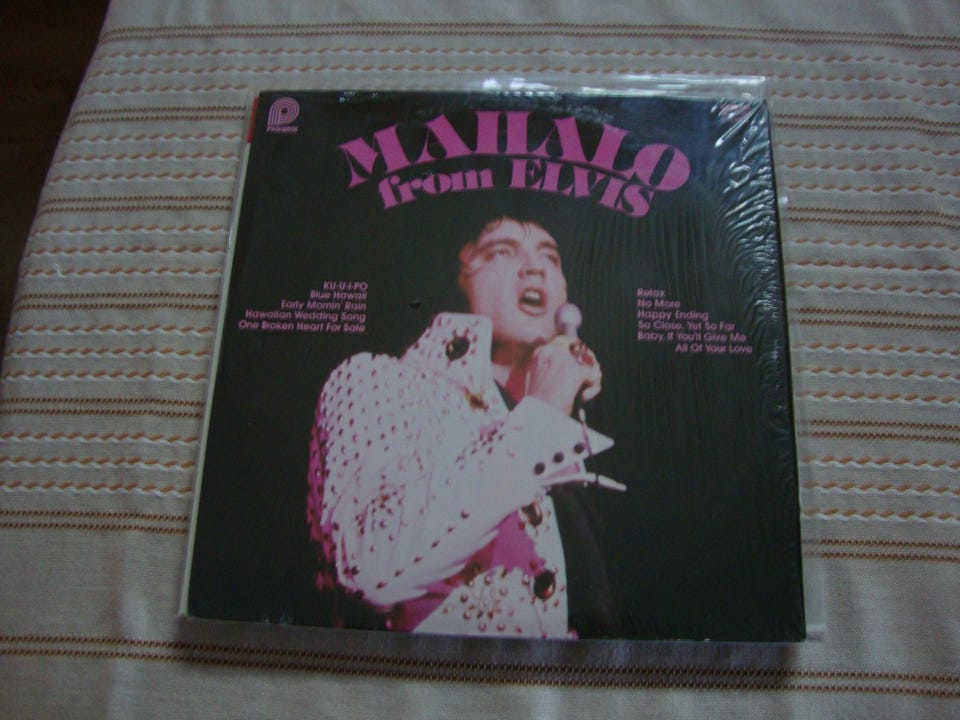 PICKWICK
MAHALO
from ELVIS
KU-U-I-PO
Blue Hawaii
Early Mornin' Rain
Hawaiian Wedding Song
One Broken Heart For Sale
Relax
No More
Happy Ending
So Close, Yet So Far
Baby, If You'll Give Me
All Of Your Love